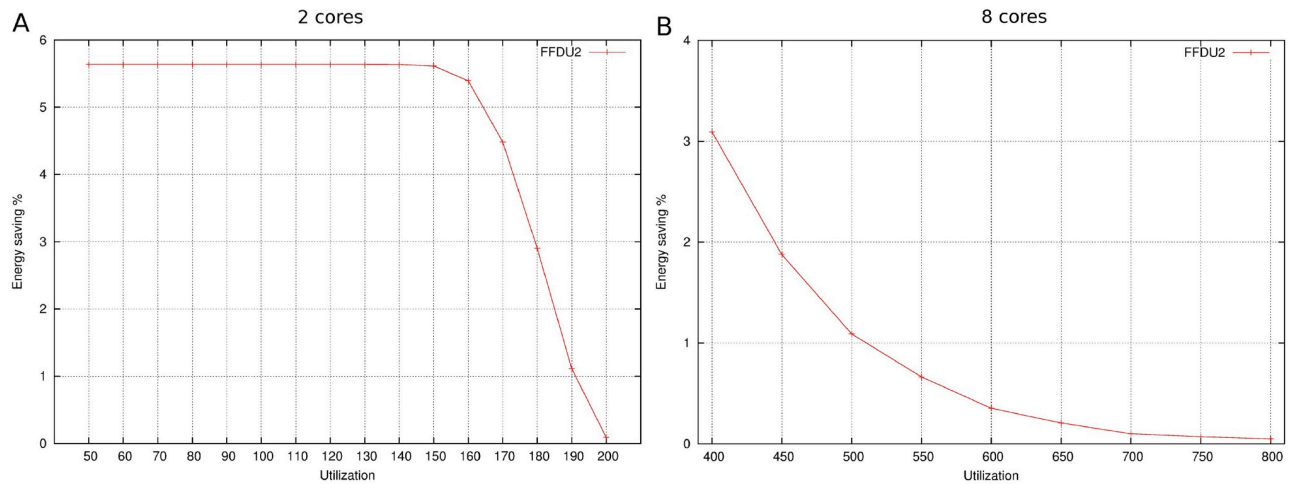 A
2 cores
6
5
4
3
2
1
0
Energy saving %
FFDU2
50 60 70 80 90 100 110 120 130 140 150 160 170 180 190 200
Utilization
B
8 cores
4
3
2
1
0
Energy saving %
FFDU2
400 450 500 550 600 650 700 750 800
Utilization